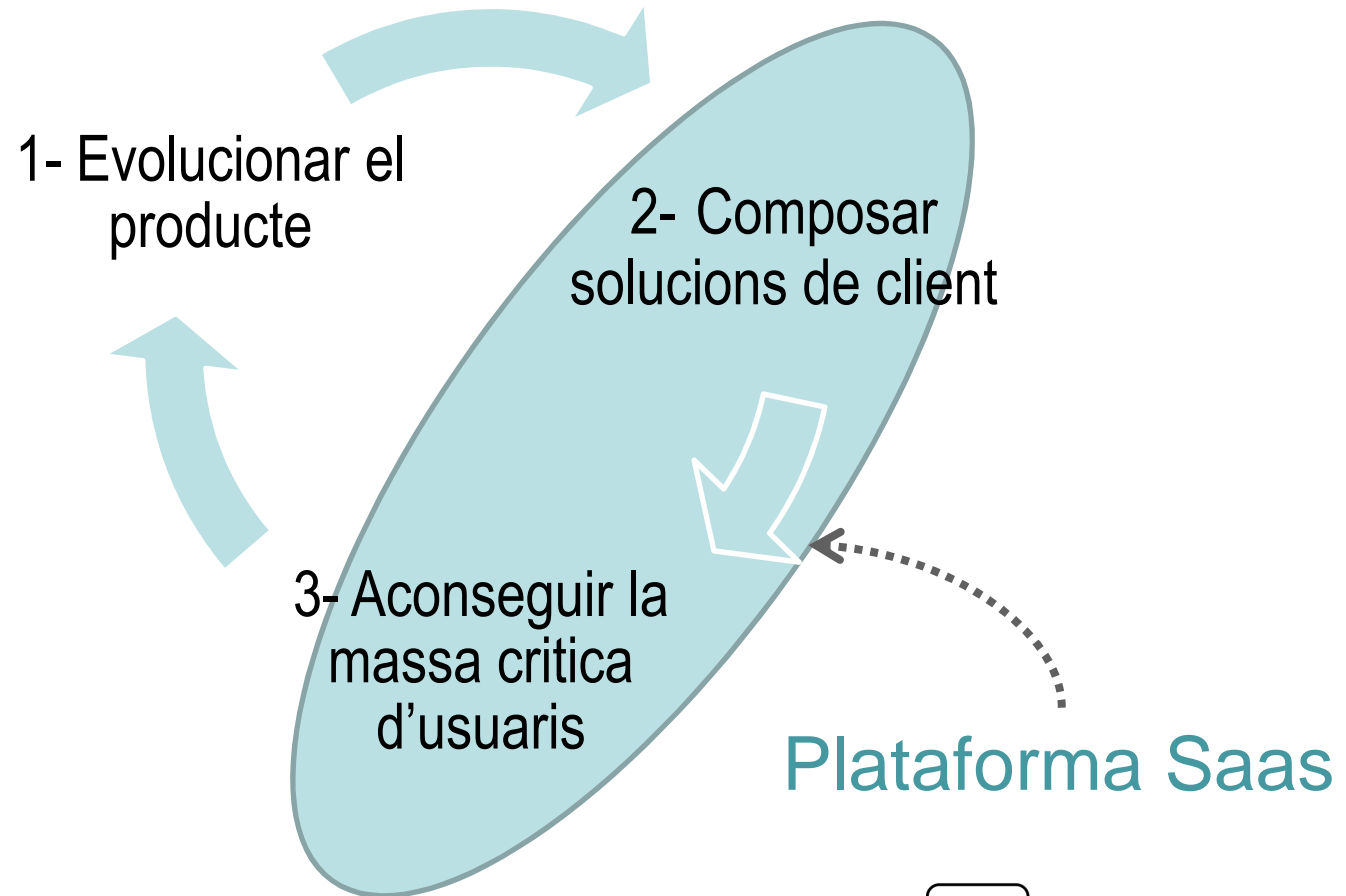 1- Evolucionar el
producte
2- Composar
solucions de client
3- Aconseguir la
massa critica
d’usuaris
Plataforma Saas